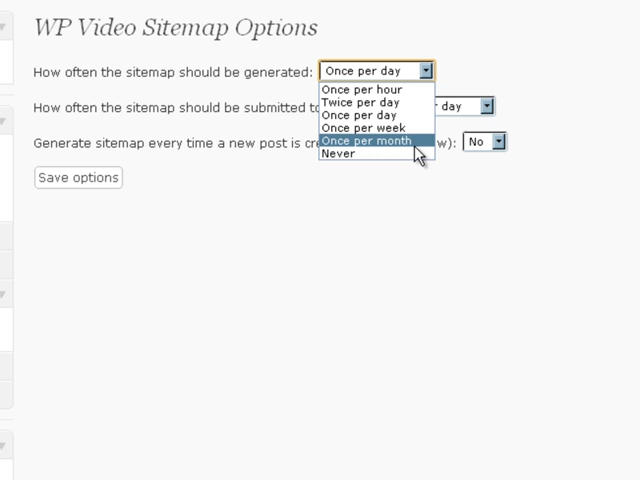 WP Video Sitemap Options
How often the sitemap should be generated: Once per day
Once per hour
Twice per day
Once per day
Once per week
Once per month
Never
How often the sitemap should be submitted to day
Generate sitemap every time a new post is w): No
Save options